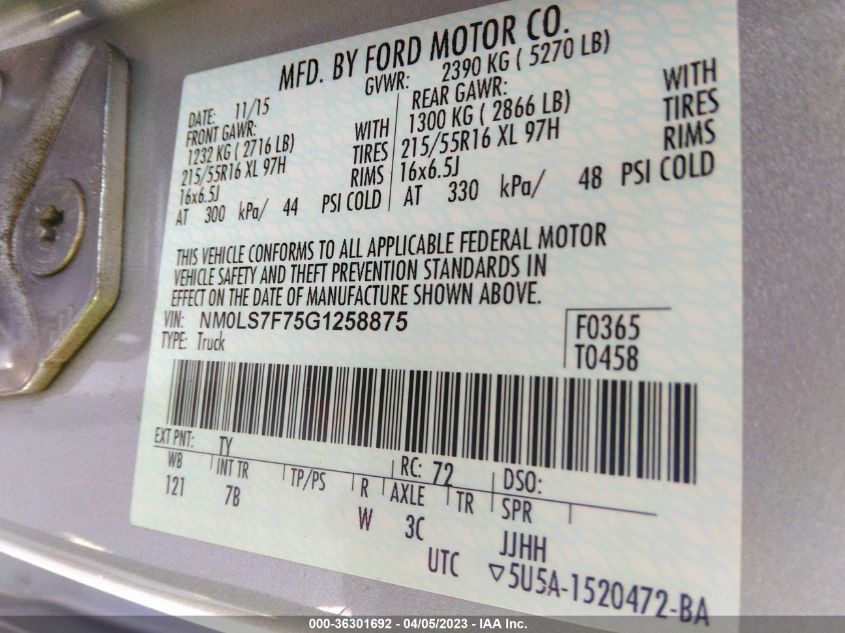 MFD. BY FORD MOTOR CO.
DATE: 11/15 GVWR: 2390 KG ( 5270 LB)
FRONT GAWR: REAR GAWR:
1232 KG ( 2716 LB) WITH 1300 KG ( 2866 LB) WITH
215/55R16 XL 97H TIRES 215/55R16 XL 97H TIRES
16x6.5J RIMS 16x6.5J RIMS
AT 300 kPa/ 44 PSI COLD AT 330 kPa/ 48 PSI COLD
THIS VEHICLE CONFORMS TO ALL APPLICABLE FEDERAL MOTOR
VEHICLE SAFETY AND THEFT PREVENTION STANDARDS IN
EFFECT ON THE DATE OF MANUFACTURE SHOWN ABOVE.
VIN: NM0LS7F75G1258875 F0365
TYPE: Truck T0458
EXT PNT: TY RC: 72 DSO:
WB INT TR TP/PS R AXLE TR SPR
121 7B W 3C JJHH
UTC ▽5U5A-1520472-BA
000-36301692 - 04/05/2023 - IAA Inc.